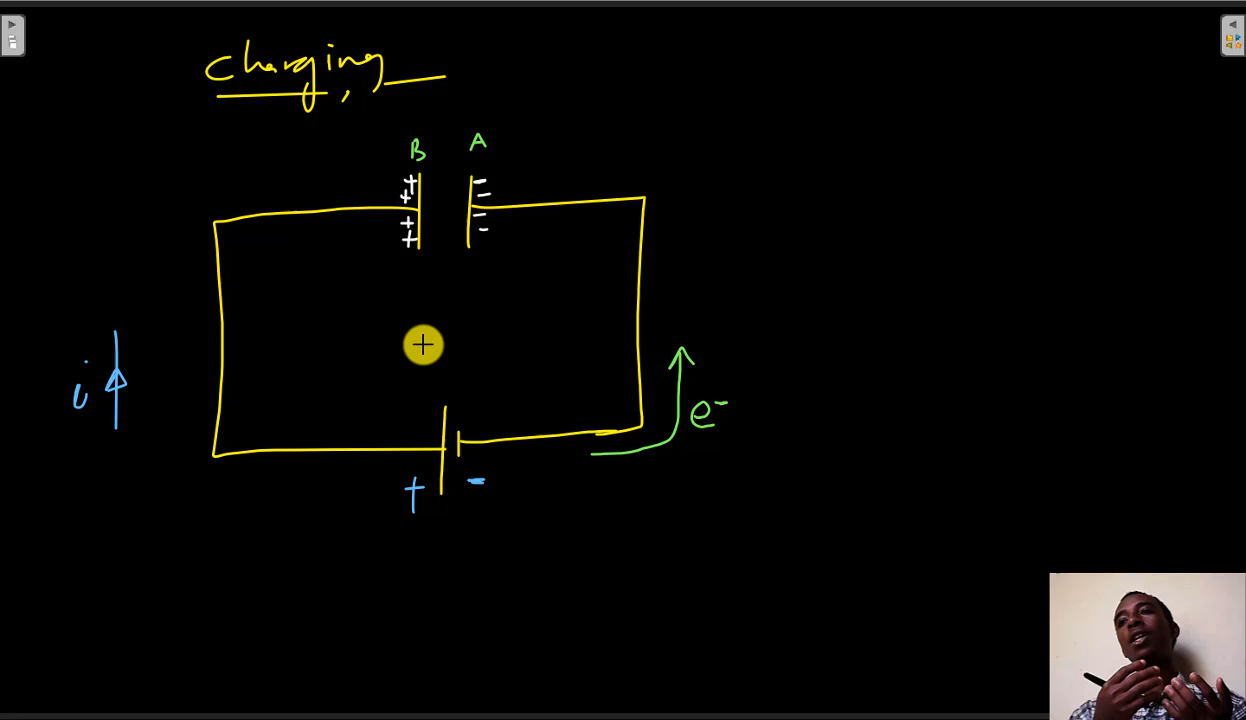 charging,
B A
+ -
+ -
+ -
+ -
i
e-
+ -